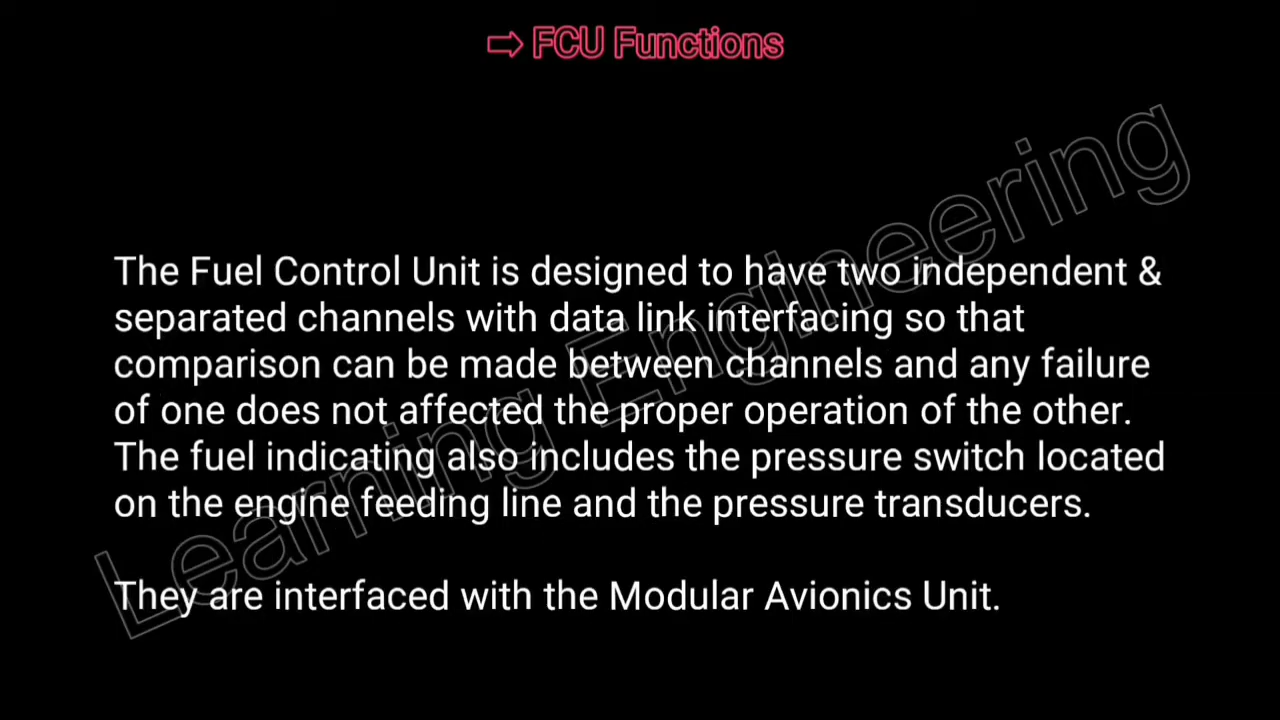 ⇨ FCU Functions
The Fuel Control Unit is designed to have two independent &
separated channels with data link interfacing so that
comparison can be made between channels and any failure
of one does not affected the proper operation of the other.
The fuel indicating also includes the pressure switch located
on the engine feeding line and the pressure transducers.
They are interfaced with the Modular Avionics Unit.
Learning Engineering